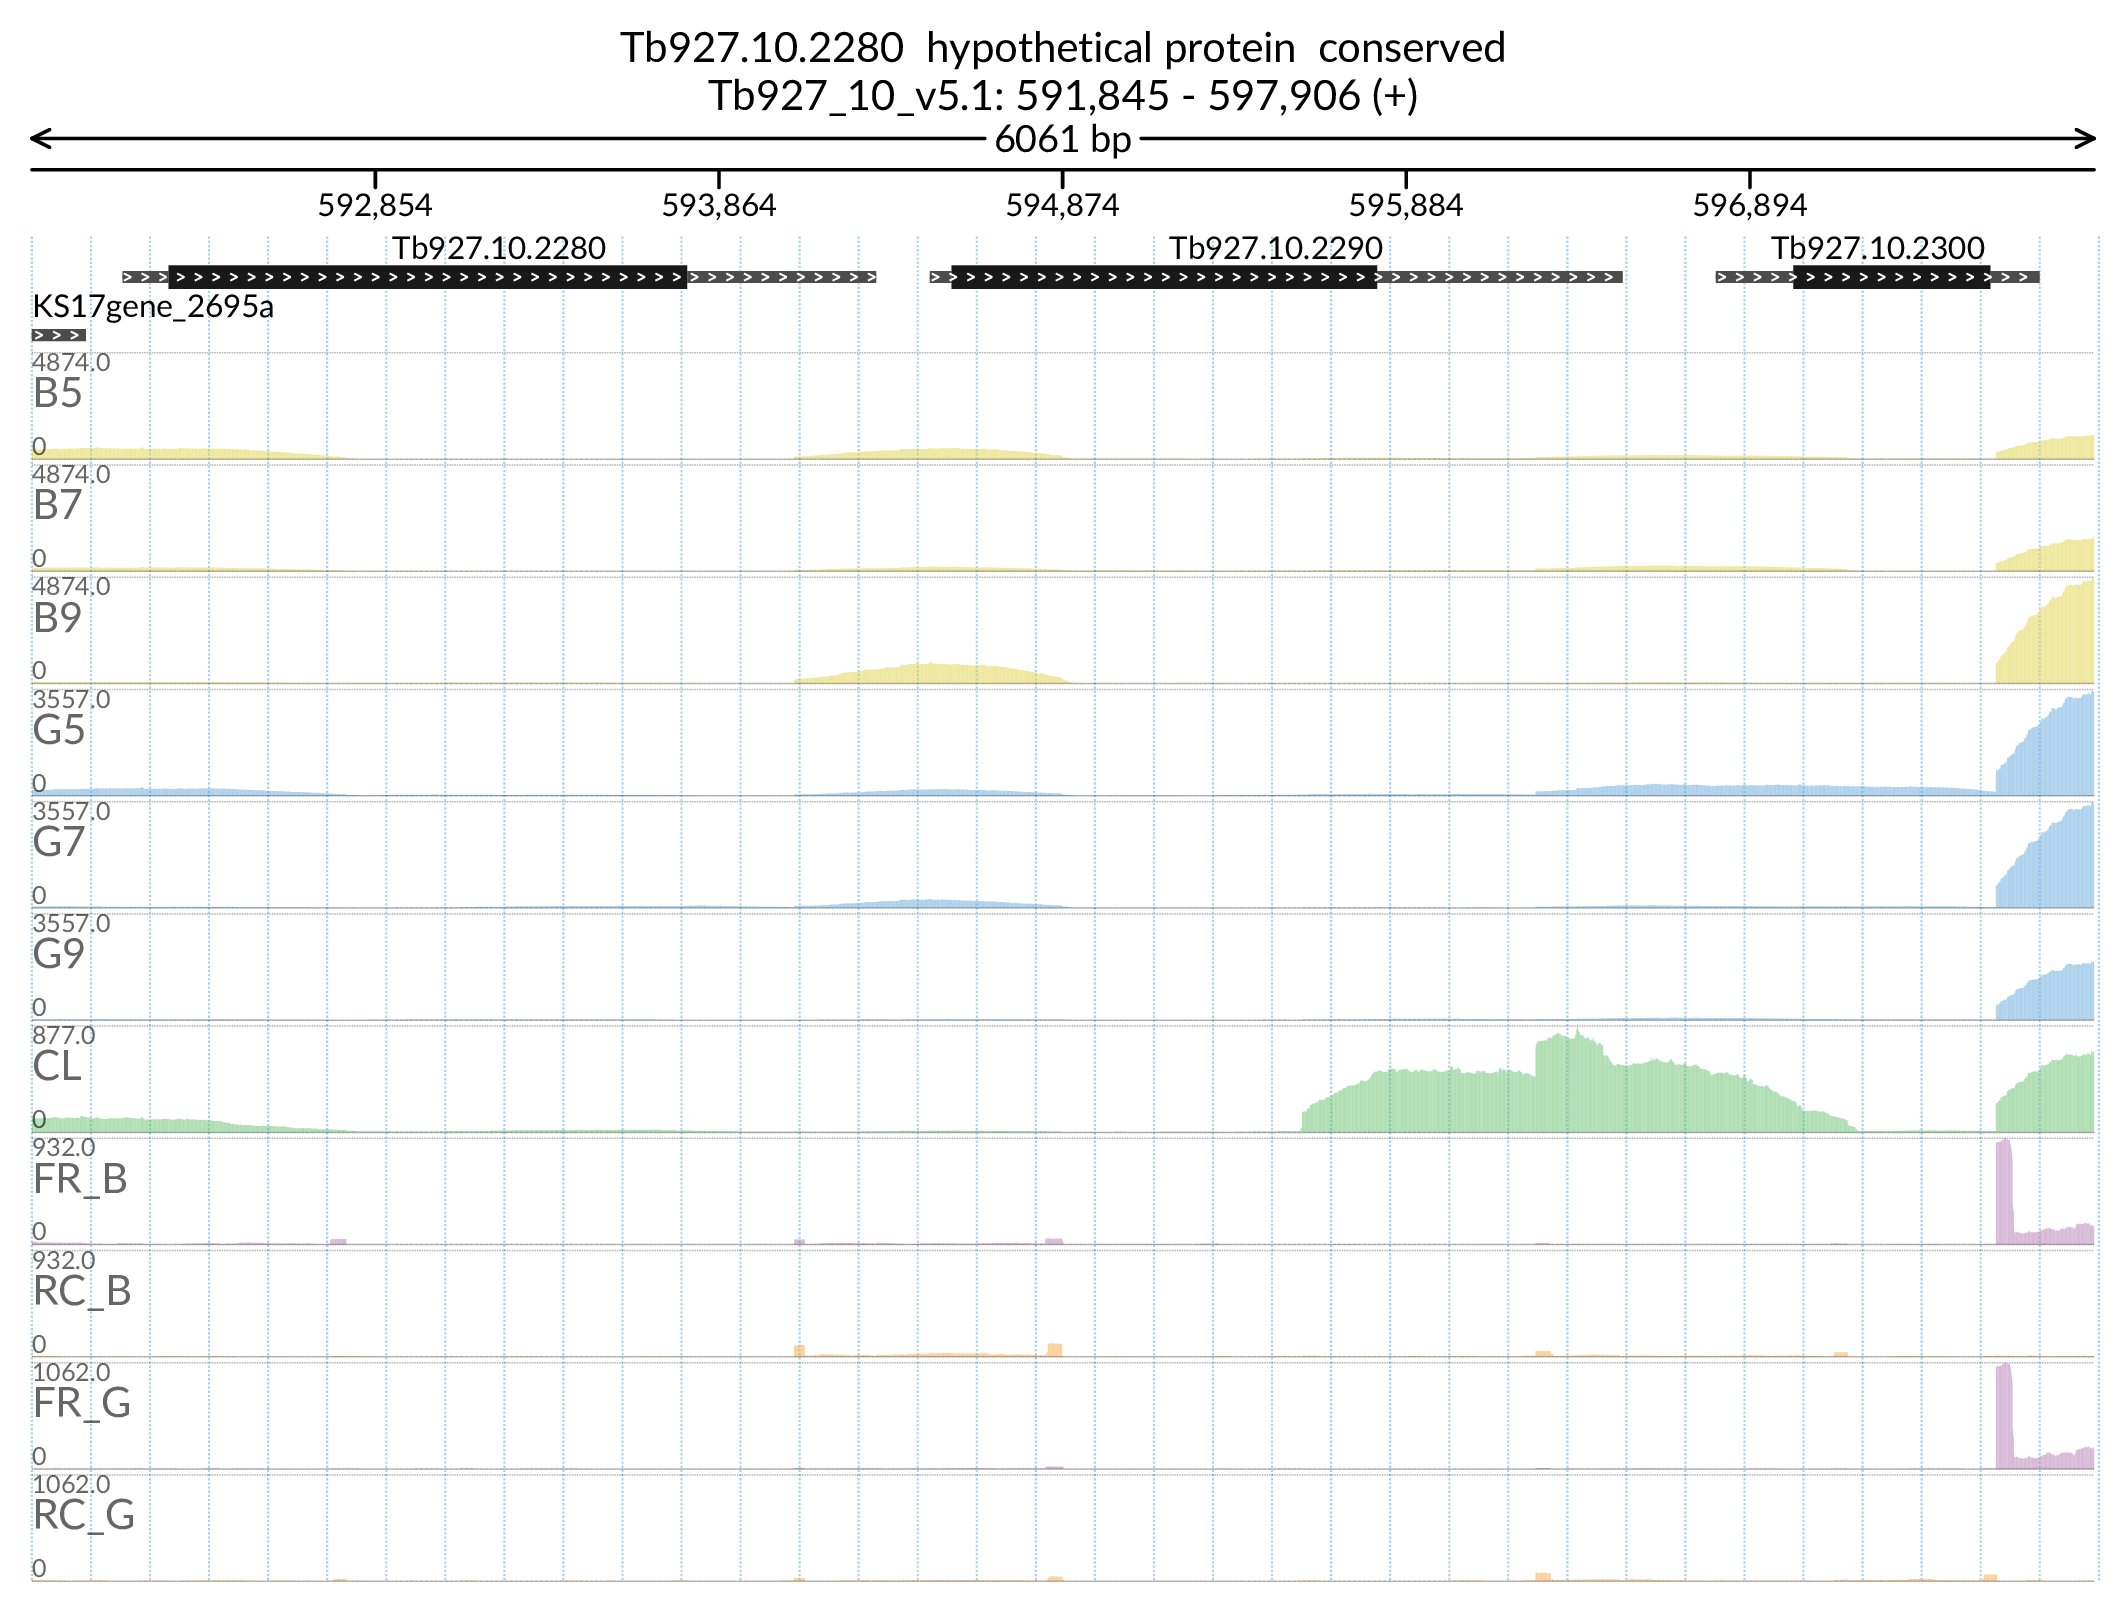 Tb927.10.2280  hypothetical protein  conserved
Tb927_10_v5.1: 591,845 - 597,906 (+)
6061 bp
592,854 593,864 594,874 595,884 596,894
Tb927.10.2280 Tb927.10.2290 Tb927.10.2300
KS17gene_2695a
4874.0
B5
0
4874.0
B7
0
4874.0
B9
0
3557.0
G5
0
3557.0
G7
0
3557.0
G9
0
877.0
CL
0
932.0
FR_B
0
932.0
RC_B
0
1062.0
FR_G
0
1062.0
RC_G
0